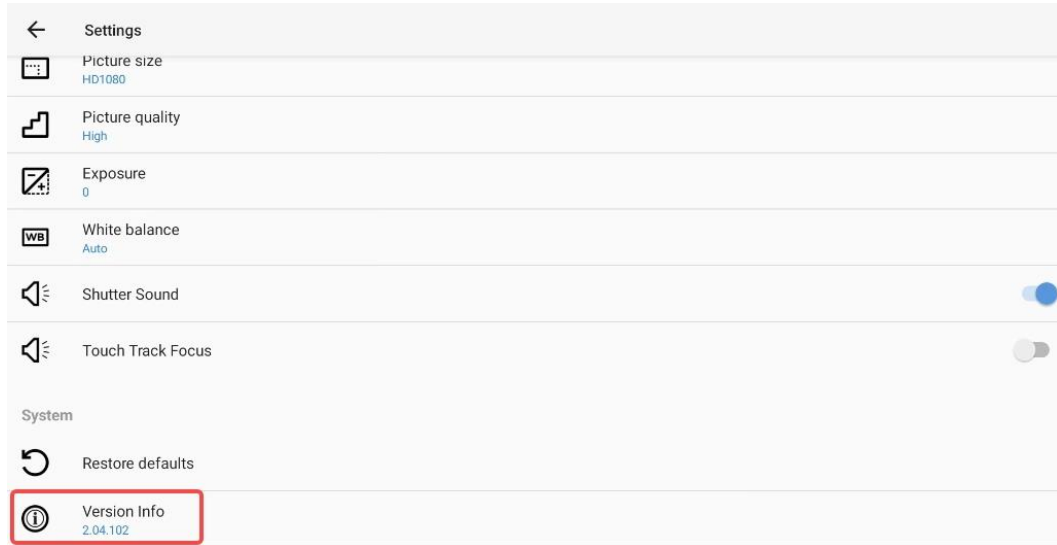 Settings
Picture size
HD1080
Picture quality
High
Exposure
0
WB
White balance
Auto
Shutter Sound
Touch Track Focus
System
Restore defaults
Version Info
2.04.102